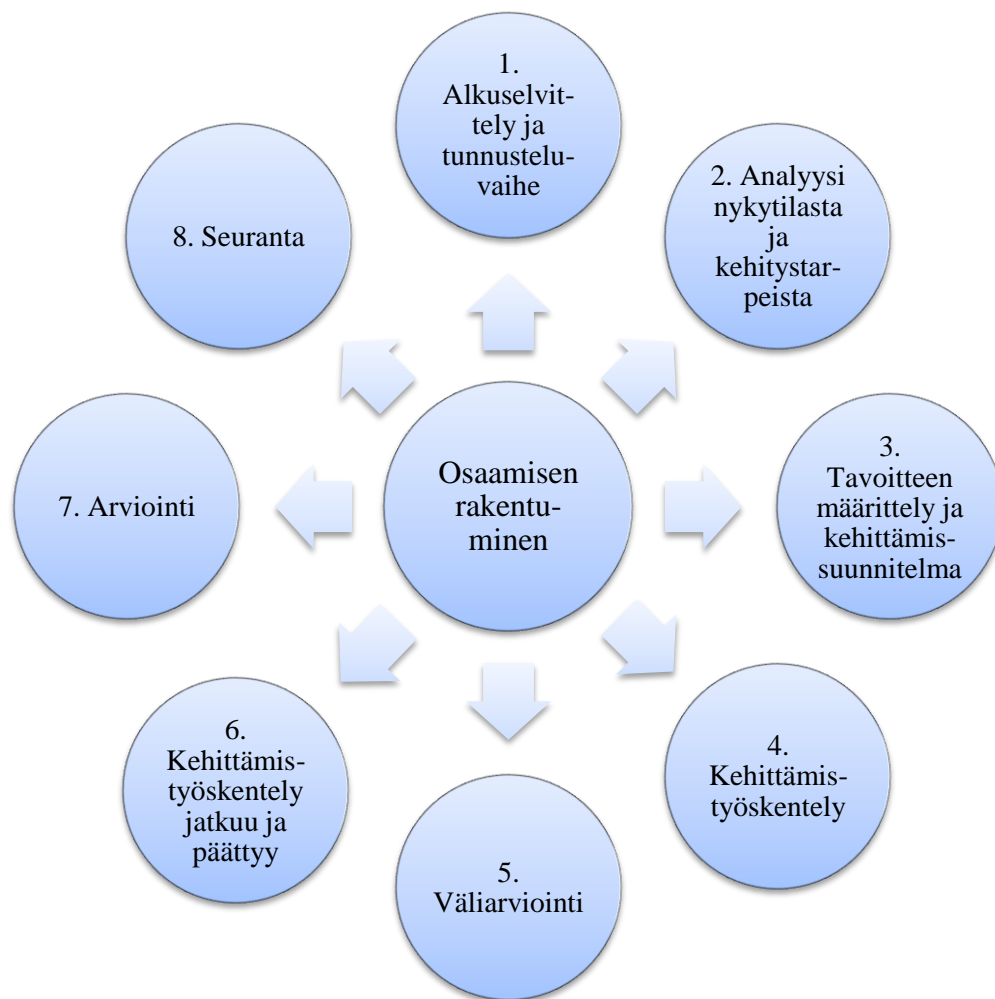 1.
Alkuselvit-
tely ja
tunnustelu-
vaihe
2. Analyysi
nykytilasta
ja
kehitystar-
peista
3.
Tavoitteen
määrittely ja
kehittämis-
suunnitelma
4.
Kehittämis-
työskentely
5.
Väliarviointi
6.
Kehittämis-
työskentely
jatkuu ja
päättyy
7. Arviointi
8. Seuranta
Osaamisen
rakentu-
minen